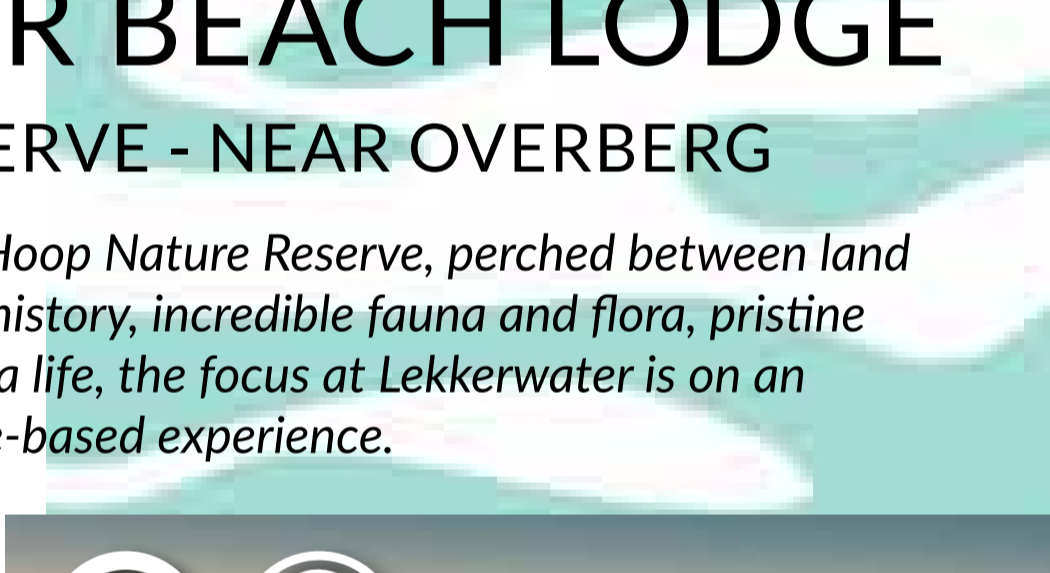 R BEACH LODGE
ERVE - NEAR OVERBERG
Hoop Nature Reserve, perched between land
history, incredible fauna and flora, pristine
a life, the focus at Lekkerwater is on an
e-based experience.